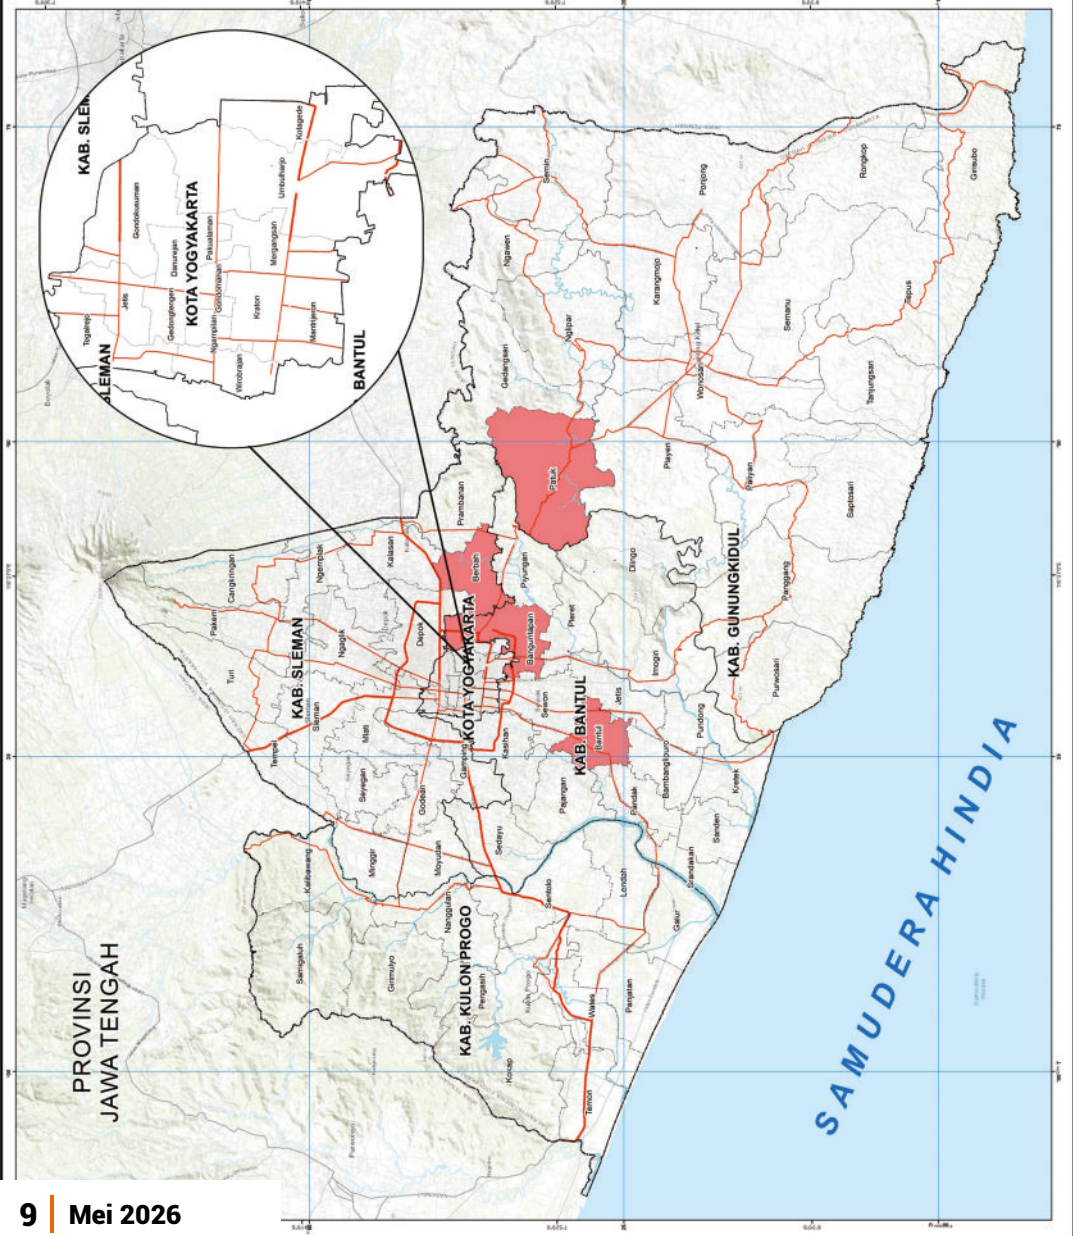 PROVINSI
JAWA TENGAH
KAB. SLEMAN
KAB. KULON PROGO
KAB. BANTUL
KAB. GUNUNGKIDUL
KOTA YOGYAKARTA
SAMUDERA HINDIA
KAB. SLEM
SLEMAN
BANTUL
KOTA YOGYAKARTA
Tegalrejo
Jetis
Gondokusuman
Danurejan
Gedongtengen
Pakualaman
Gondomanan
Ngampilan
Wirobrajan
Kraton
Mantrijeron
Mergangsan
Umbulharjo
Kotagede
Tempel
Turi
Pakem
Cangkringan
Sleman
Ngaglik
Ngemplak
Kalasan
Prambanan
Berbah
Depok
Mlati
Seyegan
Godean
Gamping
Minggir
Moyudan
Kalibawang
Samigaluh
Girimulyo
Nanggulan
Pengasih
Kokap
Sentolo
Wates
Temon
Panjatan
Lendah
Galur
Sedayu
Kasihan
Sewon
Banguntapan
Piyungan
Pleret
Dlingo
Imogiri
Jetis
Bantul
Pajangan
Pandak
Bambanglipuro
Pundong
Kretek
Sanden
Srandakan
Patuk
Gedangsari
Nglipar
Ngawen
Semin
Ponjong
Karangmojo
Wonosari
Playen
Paliyan
Panggang
Purwosari
Saptosari
Tanjungsari
Semanu
Tepus
Rongkop
Girisubo
9 | Mei 2026